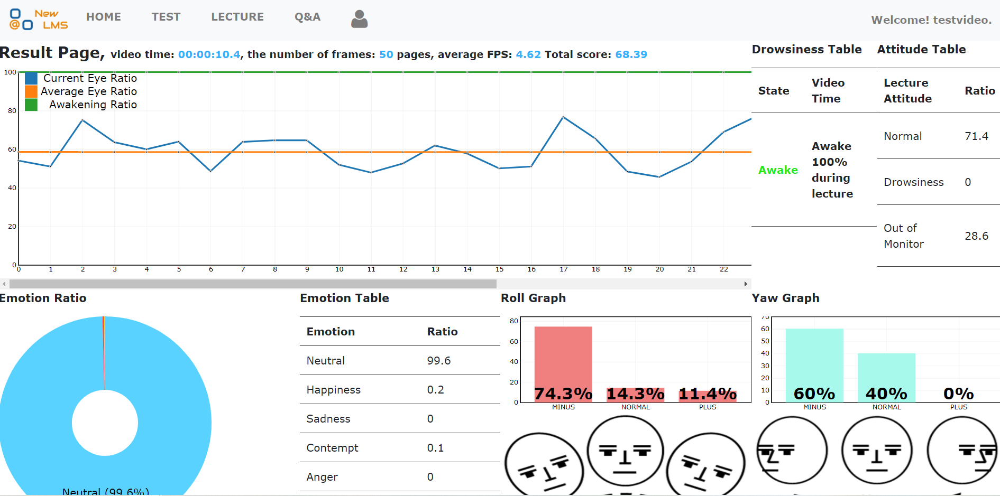 New
@ LMS
HOME TEST LECTURE Q&A
Welcome! testvideo.
Result Page, video time: 00:00:10.4, the number of frames: 50 pages, average FPS: 4.62 Total score: 68.39
100
80
60
40
20
0
Current Eye Ratio
Average Eye Ratio
Awakening Ratio
0 1 2 3 4 5 6 7 8 9 10 11 12 13 14 15 16 17 18 19 20 21 22
Drowsiness Table
State
Video
Time
Awake
Awake
100%
during
lecture
Attitude Table
Lecture
Attitude
Ratio
Normal 71.4
Drowsiness 0
Out of
Monitor
28.6
Emotion Ratio
Neutral (99.6%)
Emotion Table
Emotion Ratio
Neutral 99.6
Happiness 0.2
Sadness 0
Contempt 0.1
Anger 0
Roll Graph
80
60
40
20
0
74.3% 14.3% 11.4%
MINUS NORMAL PLUS
Yaw Graph
70
60
50
40
30
20
10
0
60% 40% 0%
MINUS NORMAL PLUS